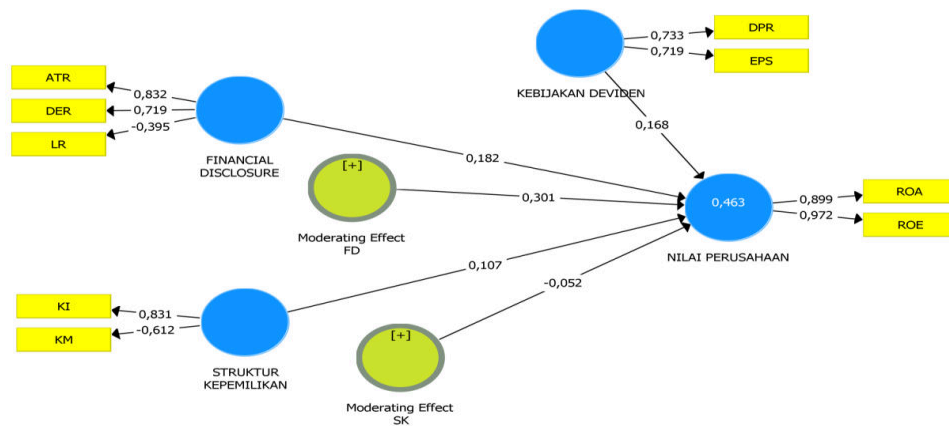 DPR
0,733
0,719
EPS
KEBIJAKAN DEVIDEN
0,168
ATR
0,832
DER
0,719
-0,395
LR
FINANCIAL
DISCLOSURE
0,182
[+]
0,301
Moderating Effect
FD
0,463
0,899
ROA
0,972
ROE
NILAI PERUSAHAAN
0,107
-0,052
KI
0,831
KM
-0,612
STRUKTUR
KEPEMILIKAN
[+]
Moderating Effect
SK